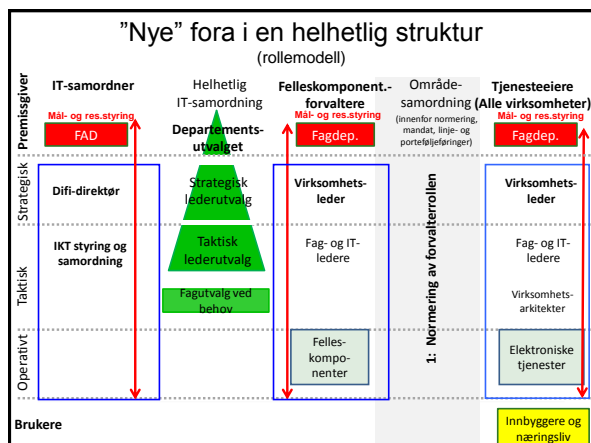 "Nye" fora i en helhetlig struktur
(rollemodell)
Premissgiver
IT-samordner
Mål- og res.styring
FAD
Helhetlig
IT-samordning
Departements-
utvalget
Felleskomponent.-
forvaltere
Mål- og res.styring
Fagdep.
Område-
samordning
(innenfor normering,
mandat, linje- og
porteføljeføringer)
Tjenesteeiere
(Alle virksomheter)
Mål- og res.styring
Fagdep.
Strategisk
Difi-direktør
Strategisk
lederutvalg
Virksomhets-
leder
Virksomhets-
leder
Taktisk
IKT styring og
samordning
Taktisk
lederutvalg
Fagutvalg ved
behov
Fag- og IT-
ledere
1: Normering av forvalterrollen
Fag- og IT-
ledere
Virksomhets-
arkitekter
Operativt
Felles-
kompo-
nenter
Elektroniske
tjenester
Brukere
Innbyggere og
næringsliv